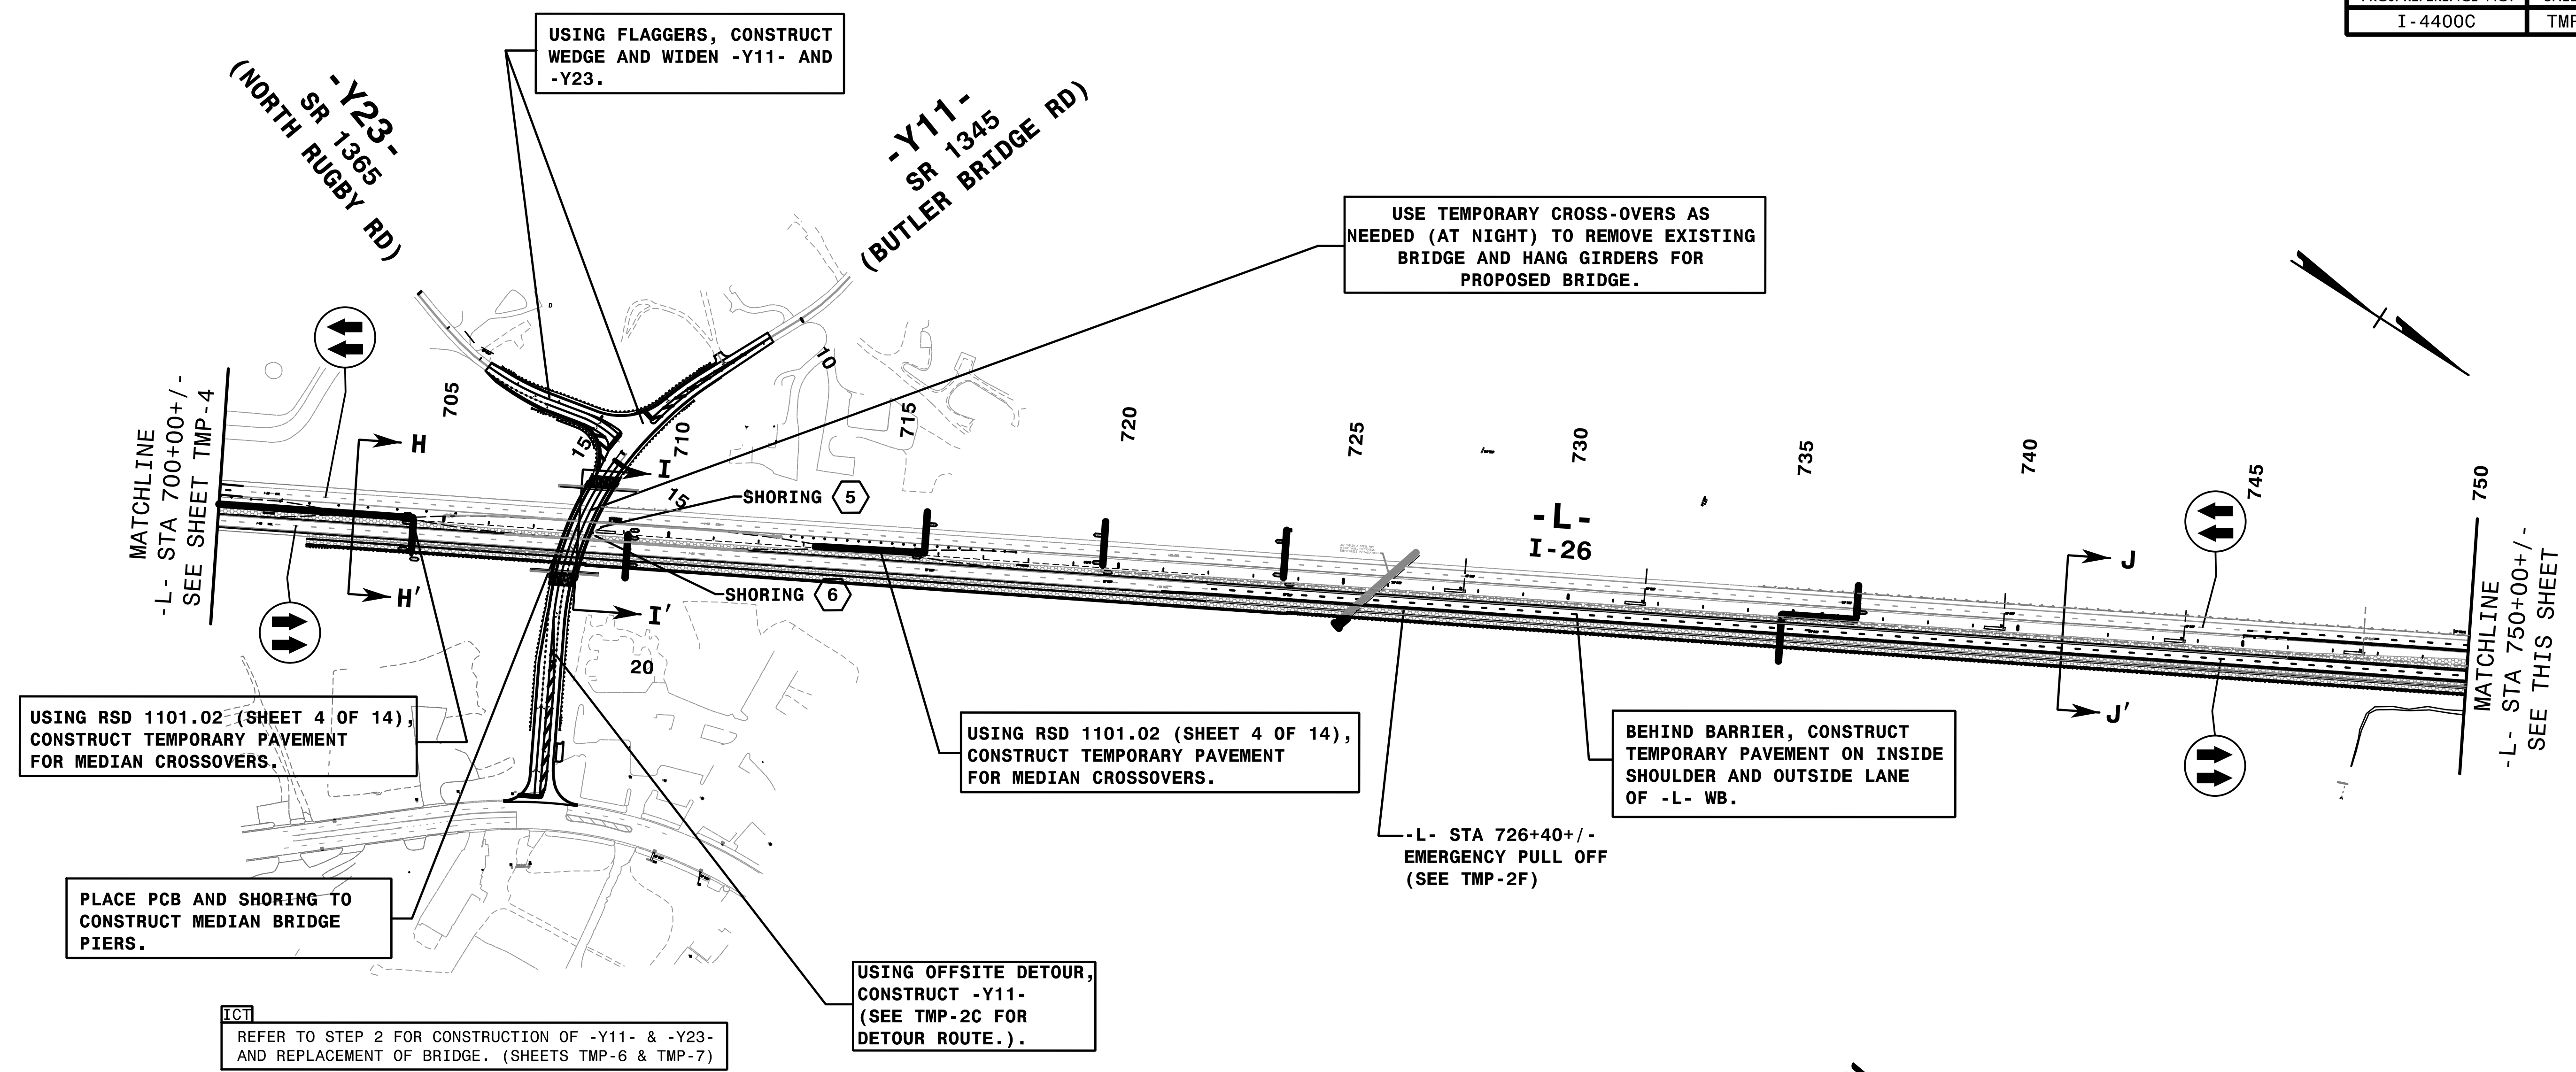 I-4400C
TMP
USING FLAGGERS, CONSTRUCT
WEDGE AND WIDEN -Y11- AND
-Y23.
-Y23-
SR 1365
(NORTH RUGBY RD)
-Y11-
SR 1345
(BUTLER BRIDGE RD)
USE TEMPORARY CROSS-OVERS AS
NEEDED (AT NIGHT) TO REMOVE EXISTING
BRIDGE AND HANG GIRDERS FOR
PROPOSED BRIDGE.
MATCHLINE
-L- STA 700+00+/-
SEE SHEET TMP-4
H
H'
705
15
710
10
I
15
SHORING 5
SHORING 6
I'
20
715
720
725
730
735
740
745
750
-L-
I-26
J
J'
MATCHLINE
-L- STA 750+00+/-
SEE THIS SHEET
USING RSD 1101.02 (SHEET 4 OF 14),
CONSTRUCT TEMPORARY PAVEMENT
FOR MEDIAN CROSSOVERS.
USING RSD 1101.02 (SHEET 4 OF 14),
CONSTRUCT TEMPORARY PAVEMENT
FOR MEDIAN CROSSOVERS.
BEHIND BARRIER, CONSTRUCT
TEMPORARY PAVEMENT ON INSIDE
SHOULDER AND OUTSIDE LANE
OF -L- WB.
-L- STA 726+40+/-
EMERGENCY PULL OFF
(SEE TMP-2F)
PLACE PCB AND SHORING TO
CONSTRUCT MEDIAN BRIDGE
PIERS.
USING OFFSITE DETOUR,
CONSTRUCT -Y11-
(SEE TMP-2C FOR
DETOUR ROUTE.).
ICT
REFER TO STEP 2 FOR CONSTRUCTION OF -Y11- & -Y23-
AND REPLACEMENT OF BRIDGE. (SHEETS TMP-6 & TMP-7)